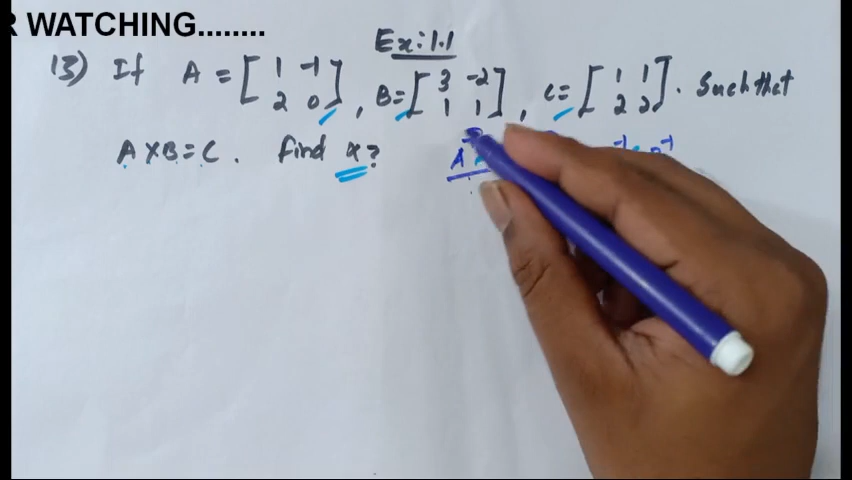 R WATCHING........
Ex: 1.1
13) If A = [ 1 -1 ] , B = [ 3 -2 ] , C = [ 1 1 ] . Such that
2 0 1 1 2 2
A X B = C . find x ?
A